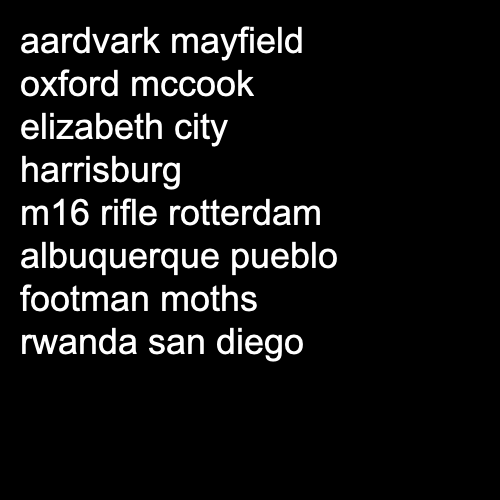 aardvark mayfield
oxford mccook
elizabeth city
harrisburg
m16 rifle rotterdam
albuquerque pueblo
footman moths
rwanda san diego